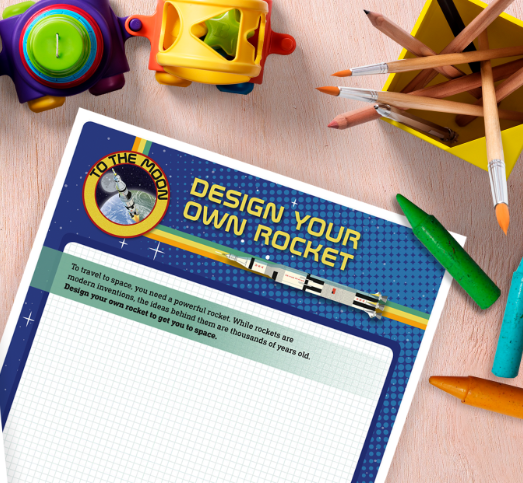 TO THE MOON
DESIGN YOUR
OWN ROCKET
To travel to space, you need a powerful rocket. While rockets are
modern inventions, the ideas behind them are thousands of years old.
Design your own rocket to get you to space.